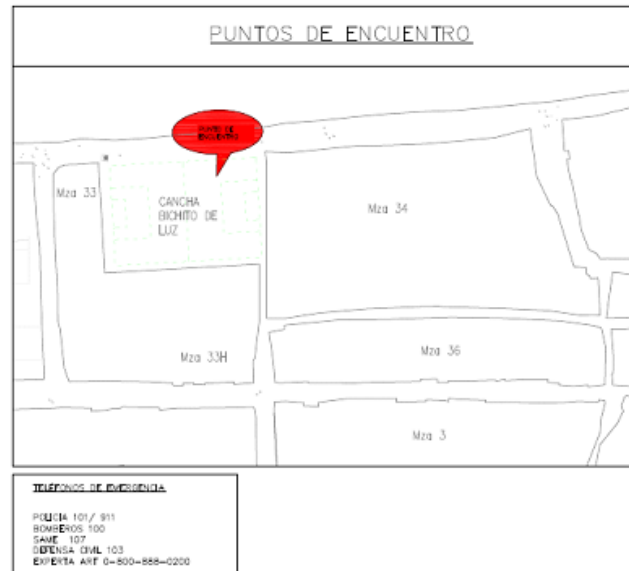 PUNTOS DE ENCUENTRO
PUNTO DE
ENCUENTRO
Mza 33
CANCHA
BICHITO DE
LUZ
Mza 34
Mza 33H
Mza 36
Mza 3
TELEFONOS DE EMERGENCIA
POLICIA 101/ 911
BOMBEROS 100
SAME 107
DEFENSA CIVIL 103
EXPERTA ART 0-800-888-0200